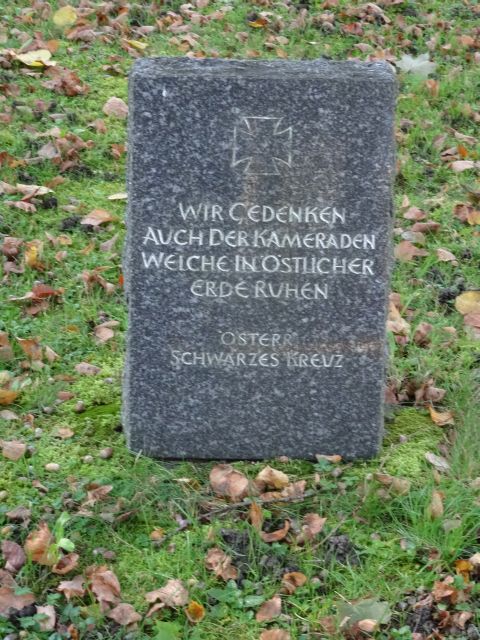 WIR GEDENKEN
AUCH DER KAMERADEN
WELCHE IN ÖSTLICHER
ERDE RUHEN
ÖSTERR.
SCHWARZES KREUZ